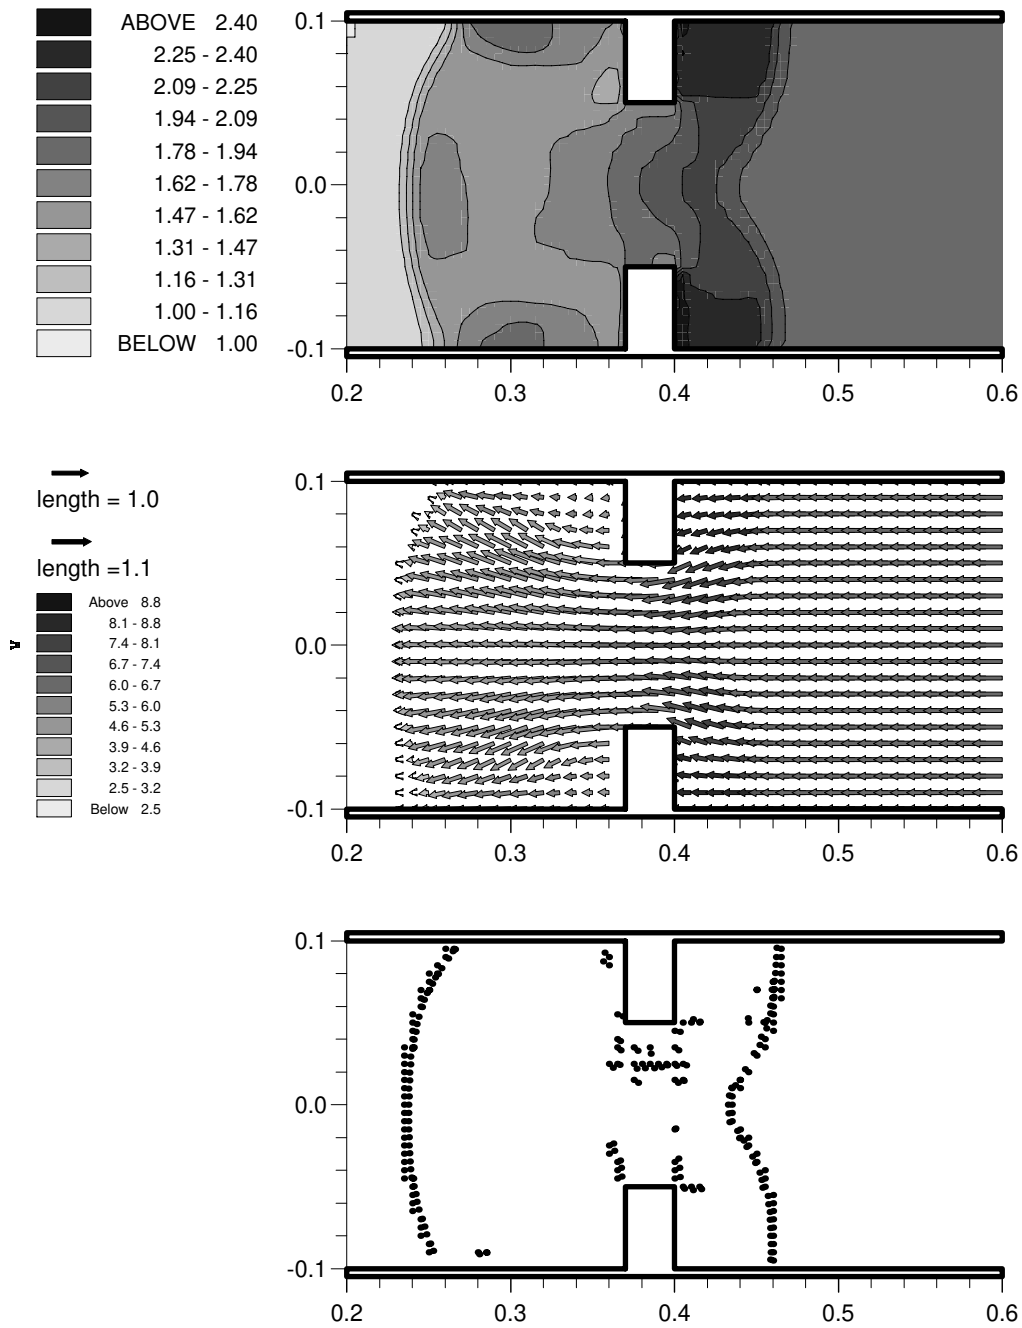 ABOVE 2.40
2.25 - 2.40
2.09 - 2.25
1.94 - 2.09
1.78 - 1.94
1.62 - 1.78
1.47 - 1.62
1.31 - 1.47
1.16 - 1.31
1.00 - 1.16
BELOW 1.00
0.1
0.0
-0.1
0.2 0.3 0.4 0.5 0.6
length = 1.0
length =1.1
Above 8.8
8.1 - 8.8
7.4 - 8.1
6.7 - 7.4
6.0 - 6.7
5.3 - 6.0
4.6 - 5.3
3.9 - 4.6
3.2 - 3.9
2.5 - 3.2
Below 2.5
0.1
0.0
-0.1
0.2 0.3 0.4 0.5 0.6
0.1
0.0
-0.1
0.2 0.3 0.4 0.5 0.6